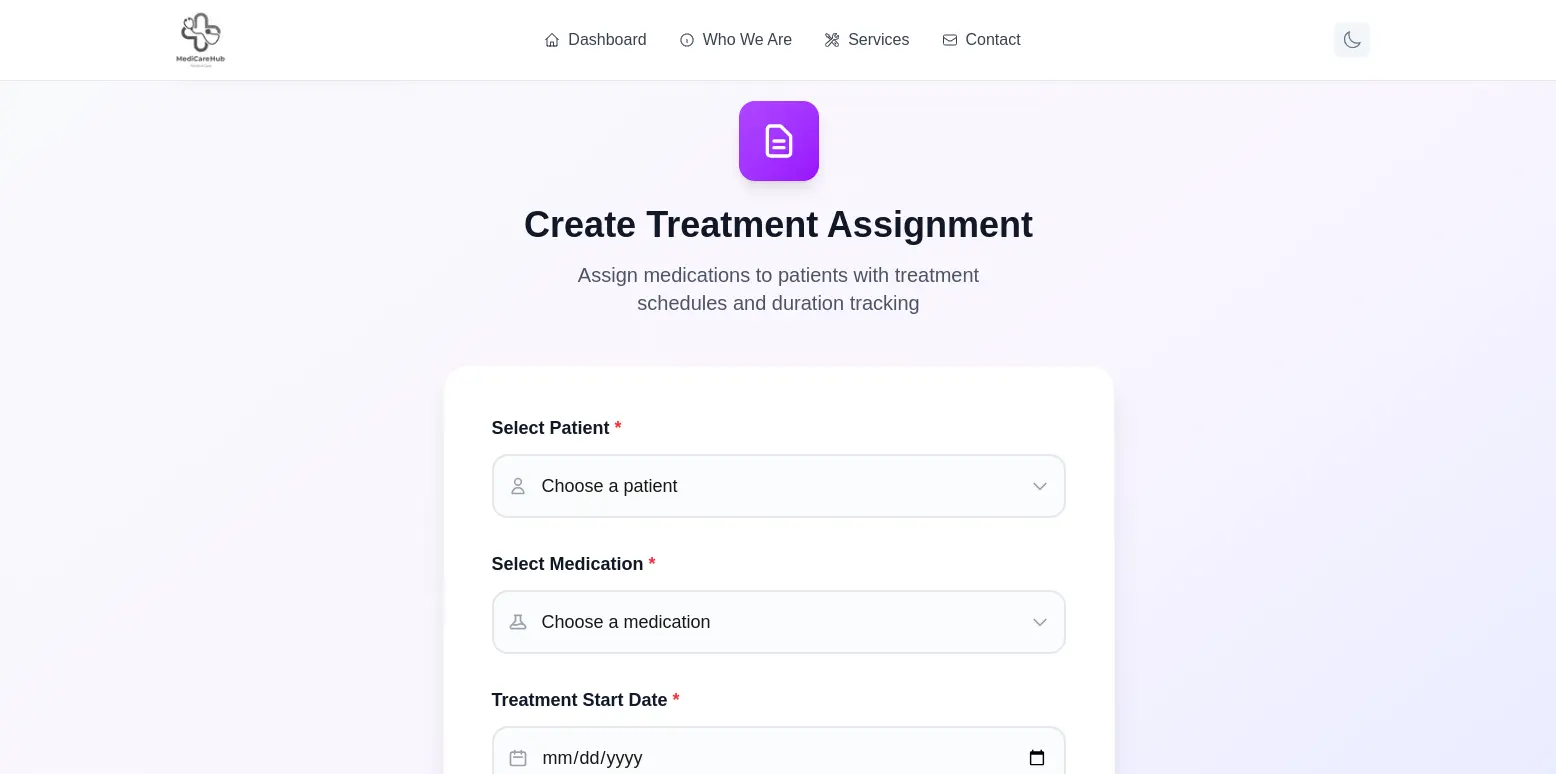 MediCareHub
Dashboard
Who We Are
Services
Contact
Create Treatment Assignment
Assign medications to patients with treatment
schedules and duration tracking
Select Patient *
Choose a patient
Select Medication *
Choose a medication
Treatment Start Date *
mm/dd/yyyy